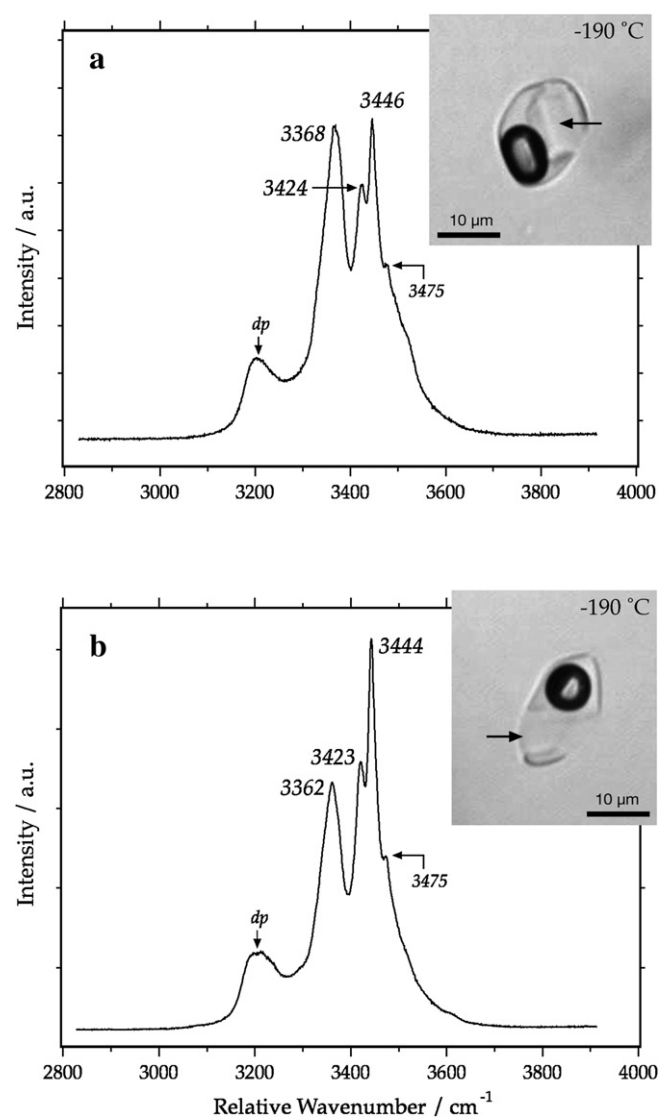 a
-190 °C
3446
3368
3424
3475
10 µm
dp
Intensity / a.u.
2800 3000 3200 3400 3600 3800 4000
b
-190 °C
3444
3423
3362
3475
10 µm
dp
Intensity / a.u.
2800 3000 3200 3400 3600 3800 4000
Relative Wavenumber / cm⁻¹